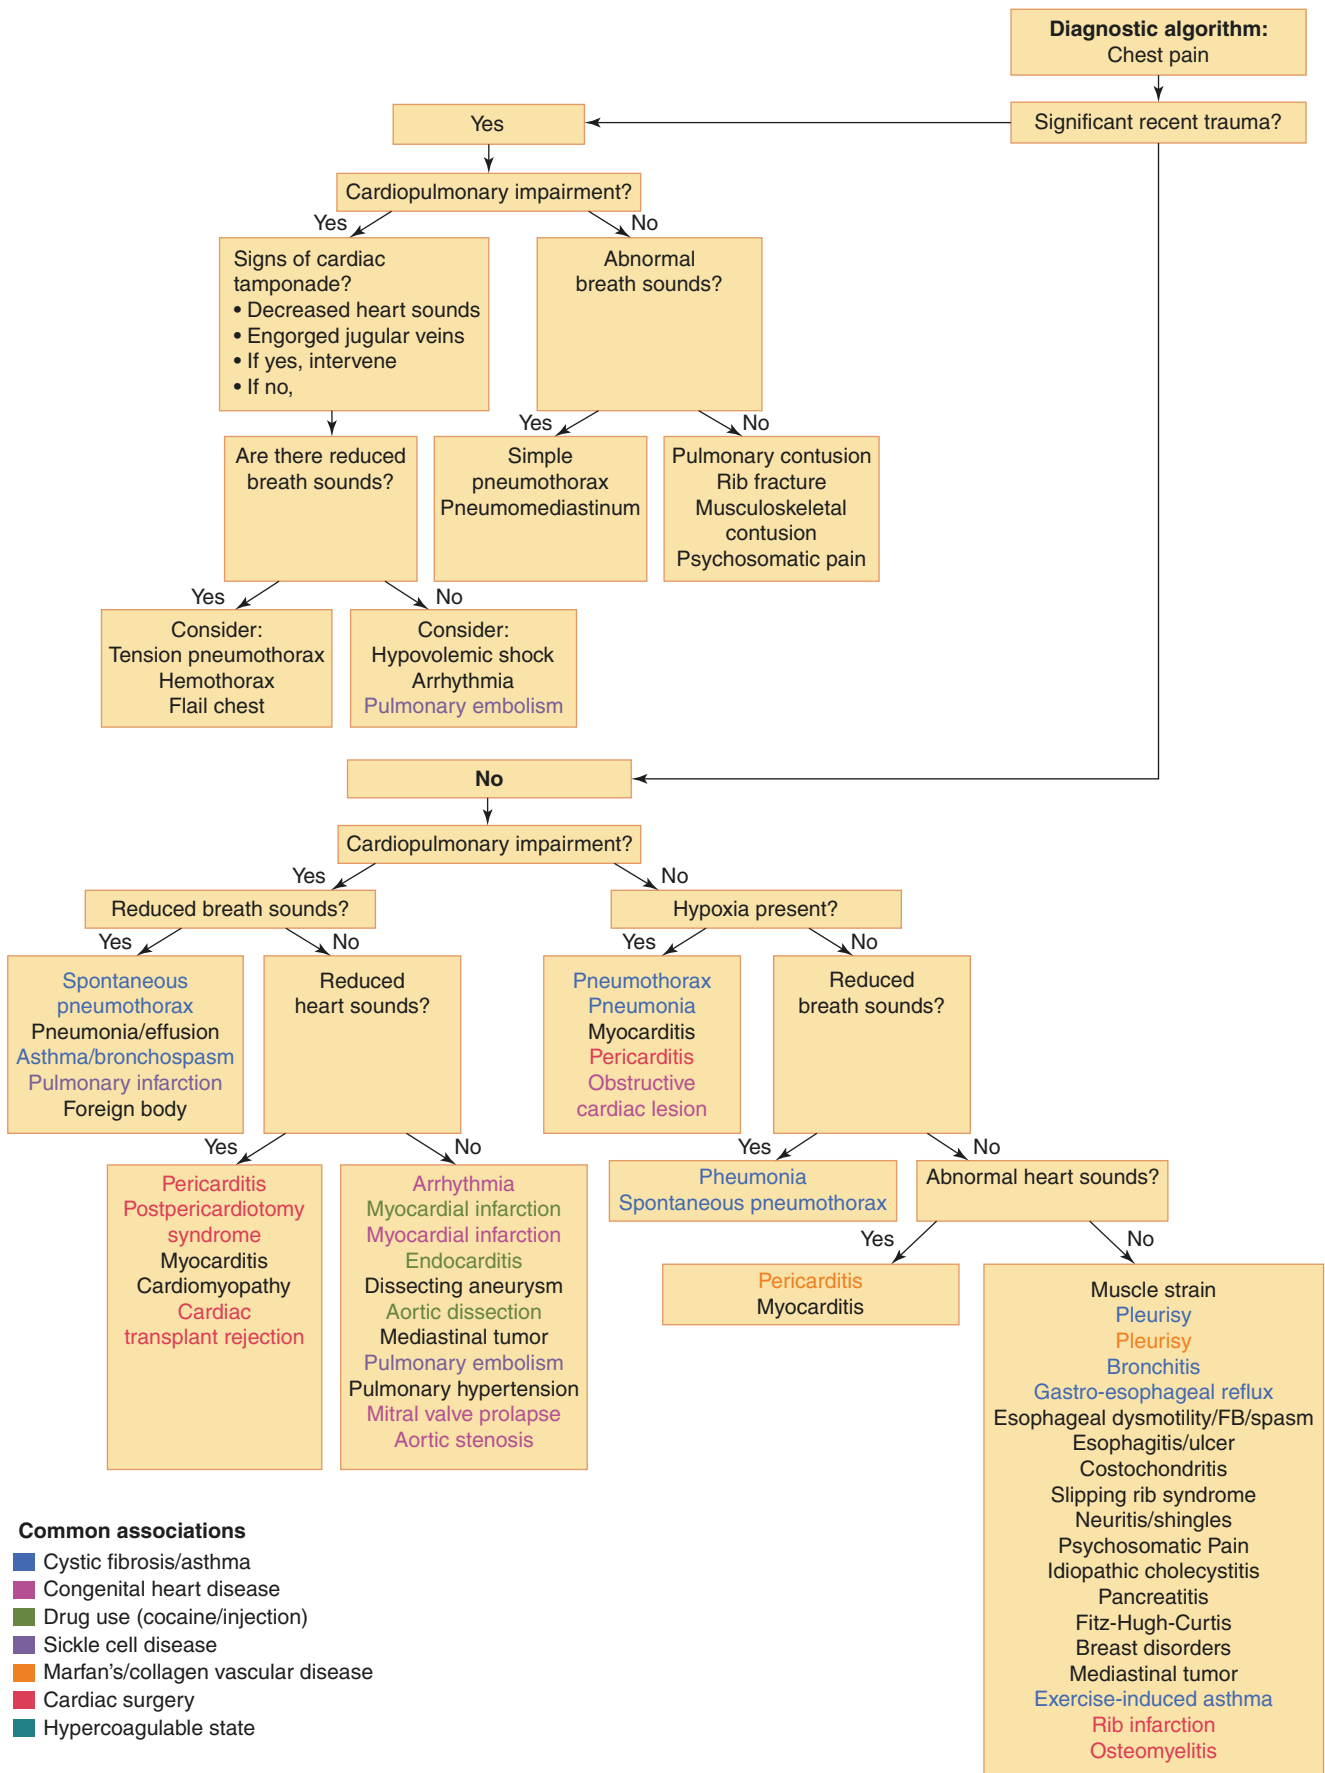 Diagnostic algorithm:
Chest pain
Significant recent trauma?
Yes
Cardiopulmonary impairment?
Yes
No
Signs of cardiac
tamponade?
• Decreased heart sounds
• Engorged jugular veins
• If yes, intervene
• If no,
Abnormal
breath sounds?
Yes
No
Are there reduced
breath sounds?
Simple
pneumothorax
Pneumomediastinum
Pulmonary contusion
Rib fracture
Musculoskeletal
contusion
Psychosomatic pain
Yes
No
Consider:
Tension pneumothorax
Hemothorax
Flail chest
Consider:
Hypovolemic shock
Arrhythmia
Pulmonary embolism
No
Cardiopulmonary impairment?
Yes
No
Reduced breath sounds?
Hypoxia present?
Yes
No
Yes
No
Spontaneous
pneumothorax
Pneumonia/effusion
Asthma/bronchospasm
Pulmonary infarction
Foreign body
Reduced
heart sounds?
Pneumothorax
Pneumonia
Myocarditis
Pericarditis
Obstructive
cardiac lesion
Reduced
breath sounds?
Yes
No
Yes
No
Pericarditis
Postpericardiotomy
syndrome
Myocarditis
Cardiomyopathy
Cardiac
transplant rejection
Arrhythmia
Myocardial infarction
Myocardial infarction
Endocarditis
Dissecting aneurysm
Aortic dissection
Mediastinal tumor
Pulmonary embolism
Pulmonary hypertension
Mitral valve prolapse
Aortic stenosis
Pheumonia
Spontaneous pneumothorax
Abnormal heart sounds?
Yes
No
Pericarditis
Myocarditis
Muscle strain
Pleurisy
Pleurisy
Bronchitis
Gastro-esophageal reflux
Esophageal dysmotility/FB/spasm
Esophagitis/ulcer
Costochondritis
Slipping rib syndrome
Neuritis/shingles
Psychosomatic Pain
Idiopathic cholecystitis
Pancreatitis
Fitz-Hugh-Curtis
Breast disorders
Mediastinal tumor
Exercise-induced asthma
Rib infarction
Osteomyelitis
Common associations
Cystic fibrosis/asthma
Congenital heart disease
Drug use (cocaine/injection)
Sickle cell disease
Marfan's/collagen vascular disease
Cardiac surgery
Hypercoagulable state